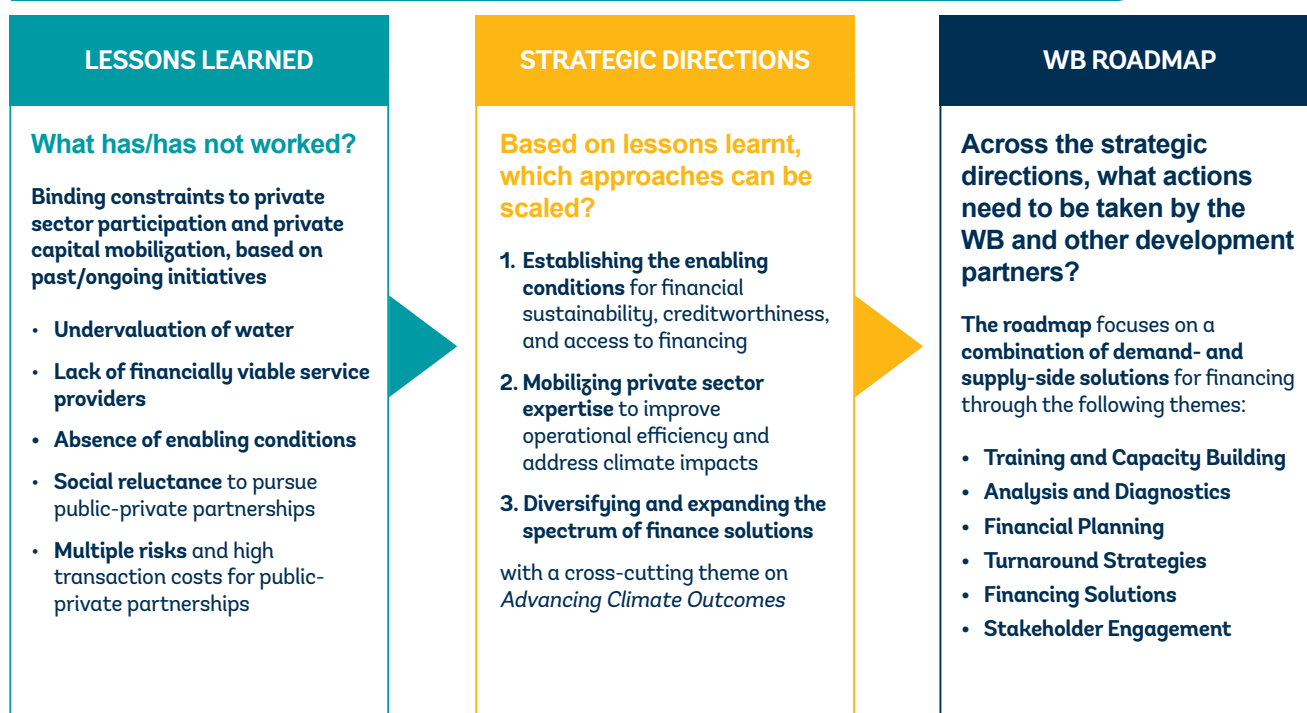 LESSONS LEARNED
What has/has not worked?
Binding constraints to private
sector participation and private
capital mobilization, based on
past/ongoing initiatives
• Undervaluation of water
• Lack of financially viable service
providers
• Absence of enabling conditions
• Social reluctance to pursue
public-private partnerships
• Multiple risks and high
transaction costs for public-
private partnerships
STRATEGIC DIRECTIONS
Based on lessons learnt,
which approaches can be
scaled?
1. Establishing the enabling
conditions for financial
sustainability, creditworthiness,
and access to financing
2. Mobilizing private sector
expertise to improve
operational efficiency and
address climate impacts
3. Diversifying and expanding the
spectrum of finance solutions
with a cross-cutting theme on
Advancing Climate Outcomes
WB ROADMAP
Across the strategic
directions, what actions
need to be taken by the
WB and other development
partners?
The roadmap focuses on a
combination of demand- and
supply-side solutions for financing
through the following themes:
• Training and Capacity Building
• Analysis and Diagnostics
• Financial Planning
• Turnaround Strategies
• Financing Solutions
• Stakeholder Engagement